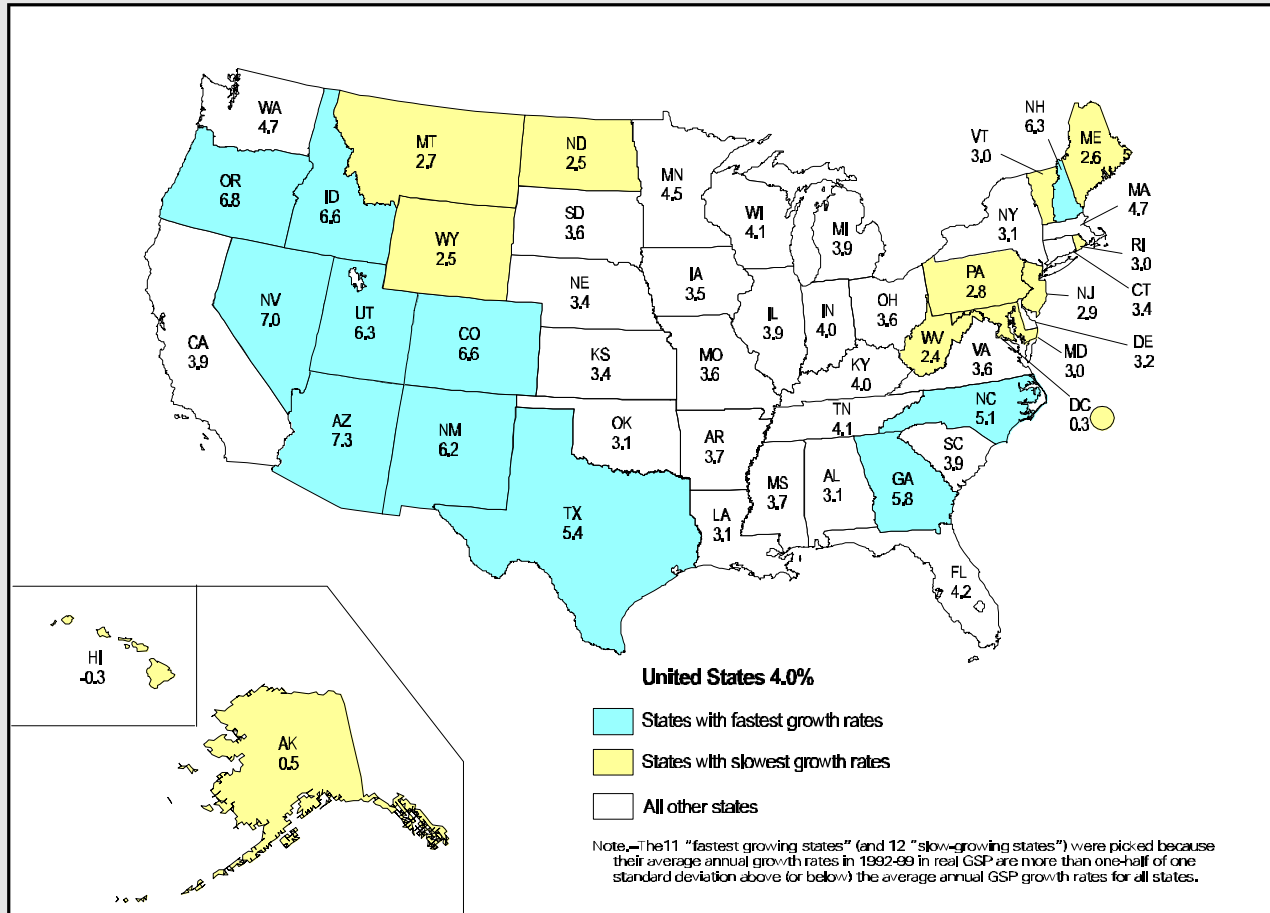 WA
4.7
OR
6.8
ID
6.6
MT
2.7
ND
2.5
MN
4.5
WI
4.1
MI
3.9
SD
3.6
WY
2.5
NE
3.4
IA
3.5
NV
7.0
UT
6.3
CO
6.6
CA
3.9
KS
3.4
MO
3.6
IL
3.9
IN
4.0
OH
3.6
KY
4.0
WV
2.4
VA
3.6
PA
2.8
NY
3.1
VT
3.0
NH
6.3
ME
2.6
MA
4.7
RI
3.0
CT
3.4
NJ
2.9
DE
3.2
MD
3.0
DC
0.3
NC
5.1
TN
4.1
SC
3.9
GA
5.8
AL
3.1
MS
3.7
AR
3.7
LA
3.1
OK
3.1
TX
5.4
NM
6.2
AZ
7.3
FL
4.2
HI
-0.3
AK
0.5
United States 4.0%
States with fastest growth rates
States with slowest growth rates
All other states
Note.–The11 "fastest growing states" (and 12 "slow-growing states") were picked because
their average annual growth rates in 1992-99 in real GSP are more than one-half of one
standard deviation above (or below) the average annual GSP growth rates for all states.